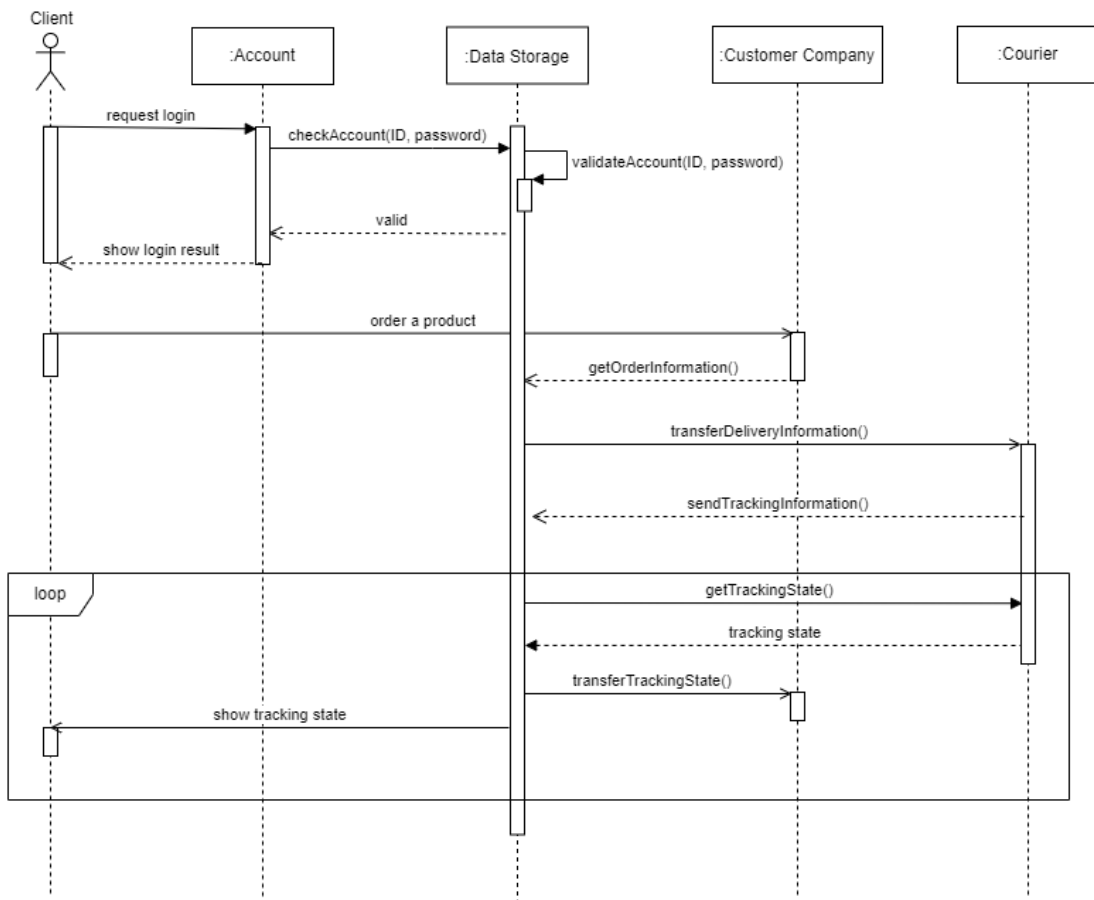 Client
:Account
:Data Storage
:Customer Company
:Courier
request login
checkAccount(ID, password)
validateAccount(ID, password)
valid
show login result
order a product
getOrderInformation()
transferDeliveryInformation()
sendTrackingInformation()
loop
getTrackingState()
tracking state
transferTrackingState()
show tracking state